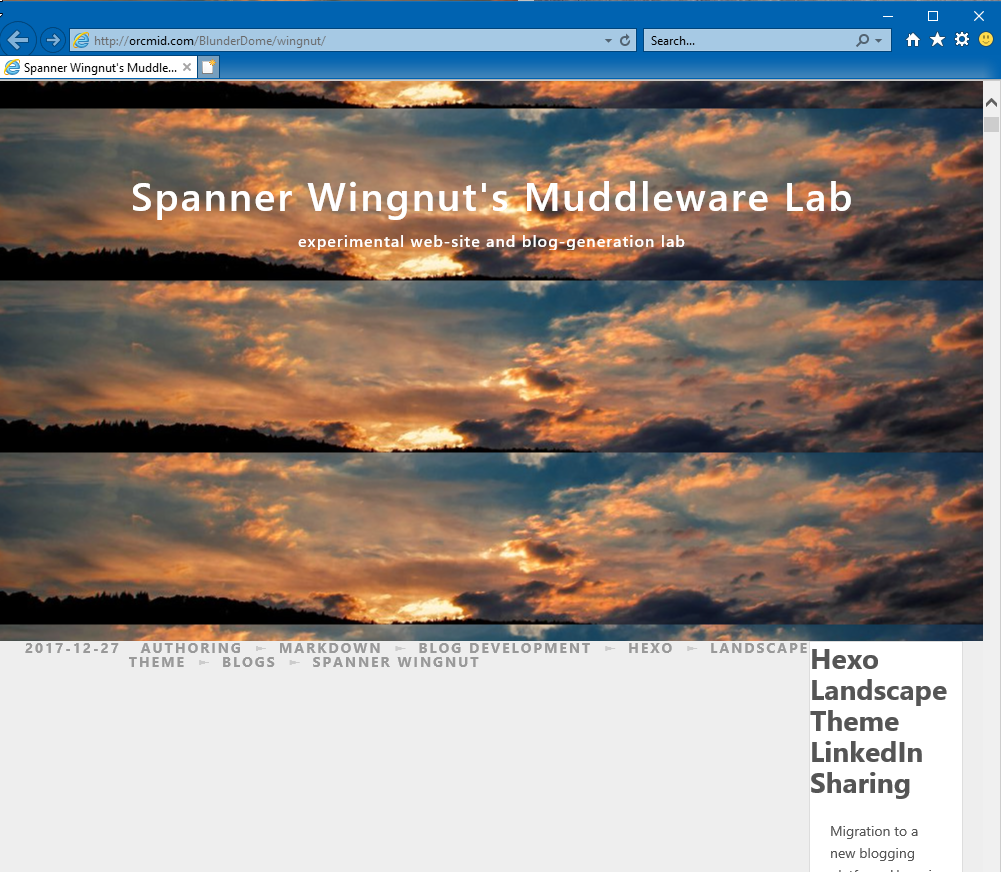 http://orcmid.com/BlunderDome/wingnut/
Search...
Spanner Wingnut's Muddle...
Spanner Wingnut's Muddleware Lab
experimental web-site and blog-generation lab
2017-12-27 AUTHORING ► MARKDOWN ► BLOG DEVELOPMENT ► HEXO ► LANDSCAPE
THEME ► BLOGS ► SPANNER WINGNUT
Hexo
Landscape
Theme
LinkedIn
Sharing
Migration to a
new blogging